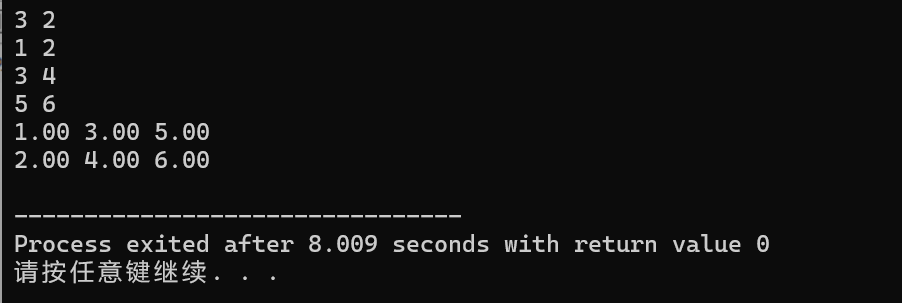 3 2
1 2
3 4
5 6
1.00 3.00 5.00
2.00 4.00 6.00
--------------------------------
Process exited after 8.009 seconds with return value 0
请按任意键继续. . .